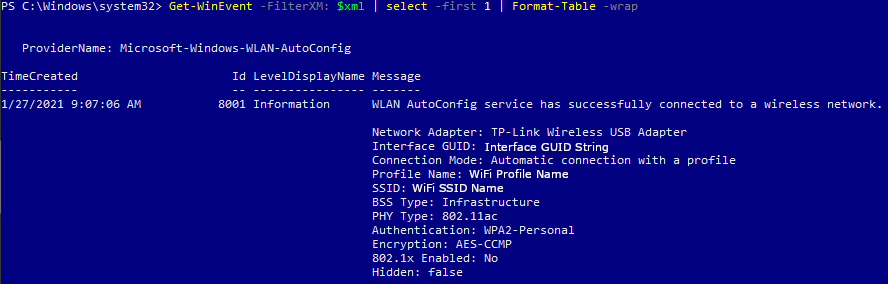 PS C:\Windows\system32> Get-WinEvent -FilterXM: $xml | select -first 1 | Format-Table -wrap
ProviderName: Microsoft-Windows-WLAN-AutoConfig
TimeCreated Id LevelDisplayName Message
----------- -- ---------------- -------
1/27/2021 9:07:06 AM 8001 Information WLAN AutoConfig service has successfully connected to a wireless network.
Network Adapter: TP-Link Wireless USB Adapter
Interface GUID: Interface GUID String
Connection Mode: Automatic connection with a profile
Profile Name: WiFi Profile Name
SSID: WiFi SSID Name
BSS Type: Infrastructure
PHY Type: 802.11ac
Authentication: WPA2-Personal
Encryption: AES-CCMP
802.1x Enabled: No
Hidden: false